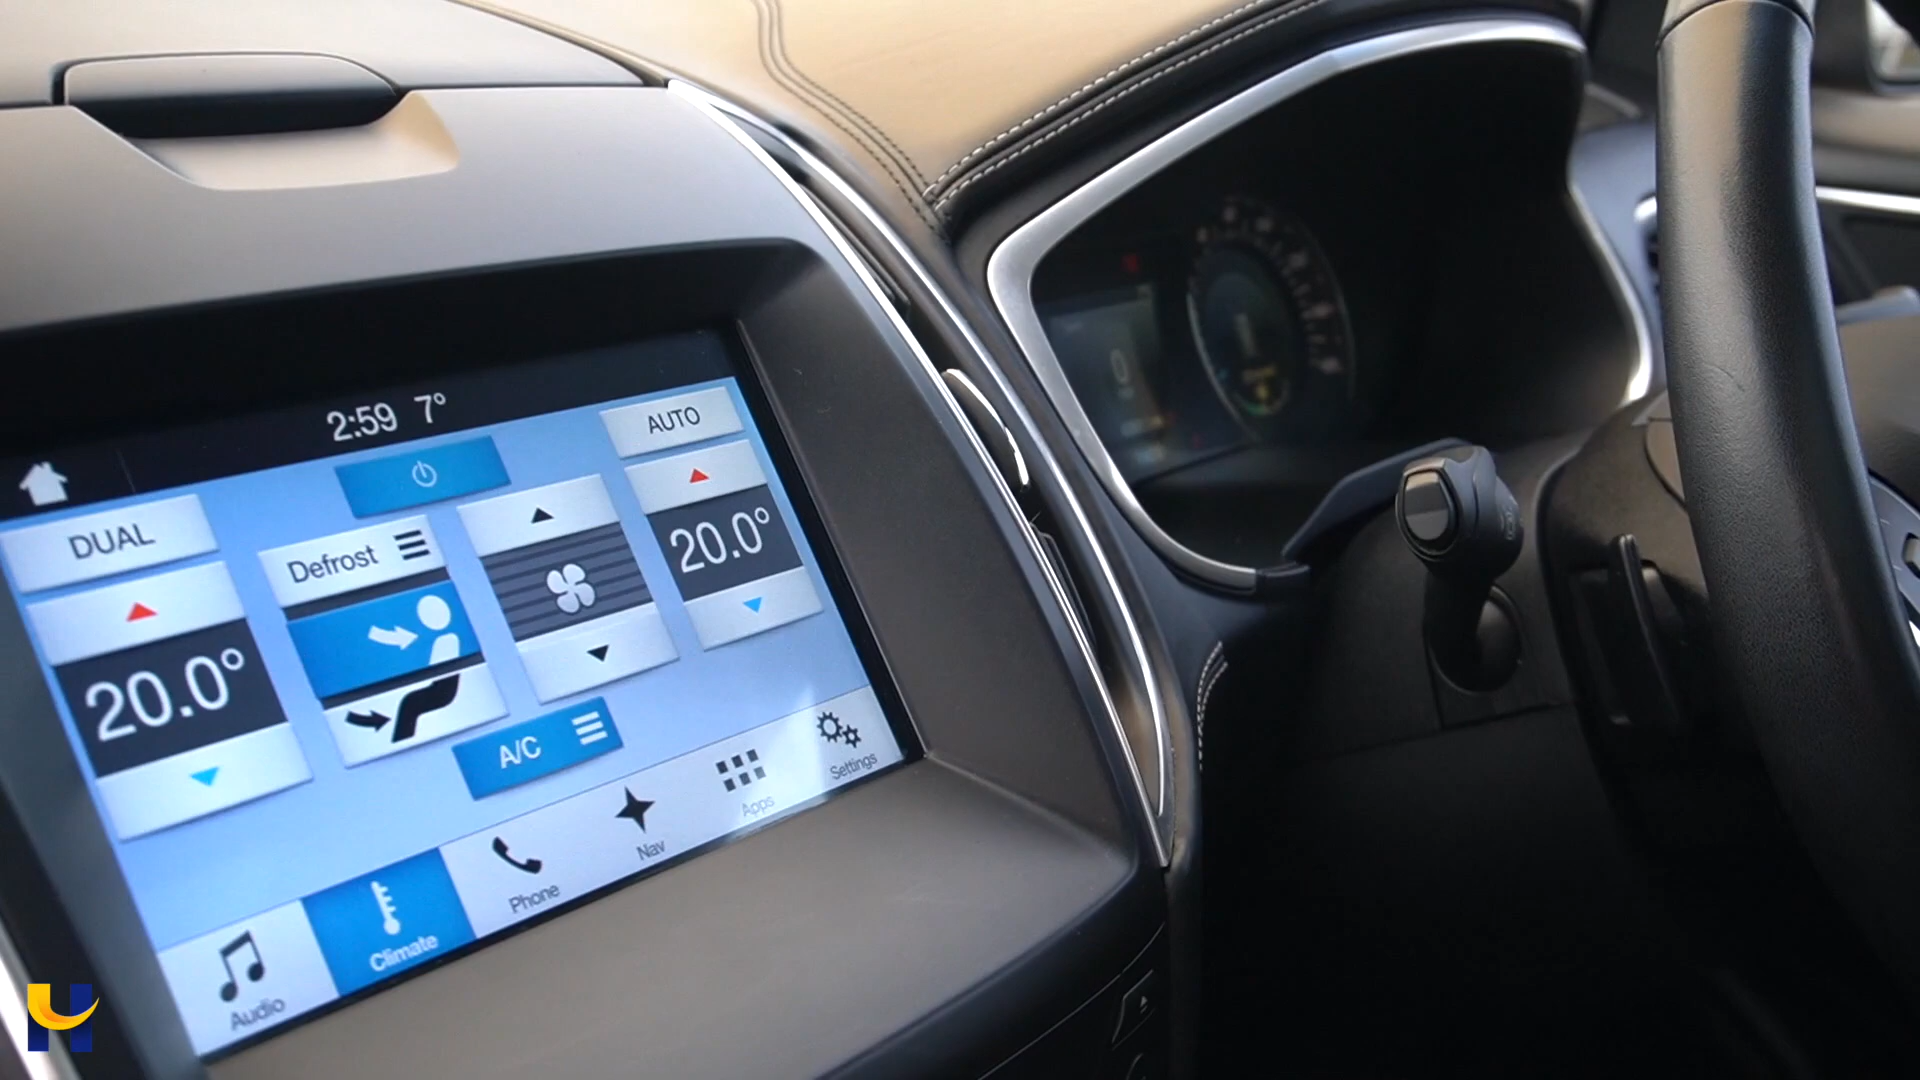 2:59 7°
AUTO
DUAL
Defrost
20.0°
20.0°
A/C
Settings
Apps
Nav
Phone
Climate
Audio